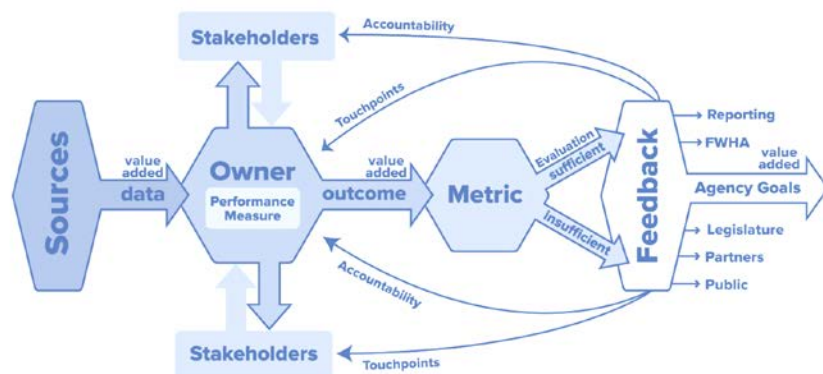 Accountability
Stakeholders
Touchpoints
Reporting
FWHA
value
added
Agency Goals
Legislature
Partners
Public
Sources
value
added
data
Owner
Performance
Measure
value
added
outcome
Metric
Evaluation
sufficient
Insufficient
Feedback
Accountability
Stakeholders
Touchpoints